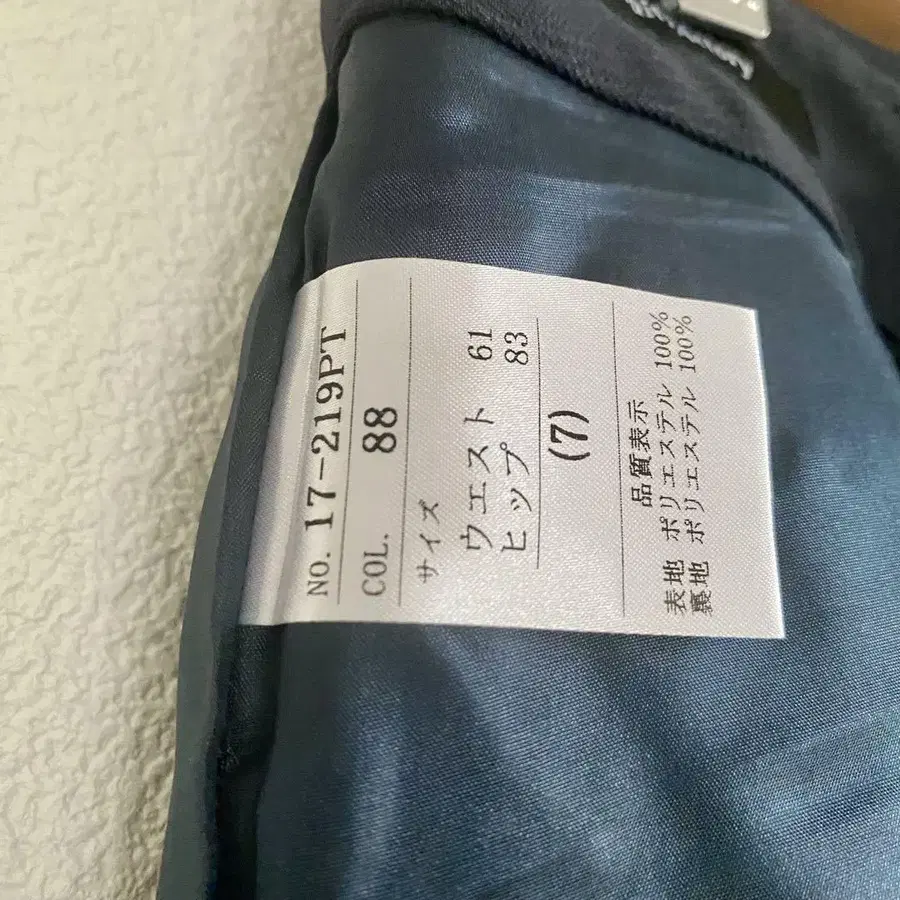 NO. 17-219PT
COL. 88
サイズ
ウエスト 61
ヒップ 83
(7)
品質表示
表地 ポリエステル 100%
裏地 ポリエステル 100%